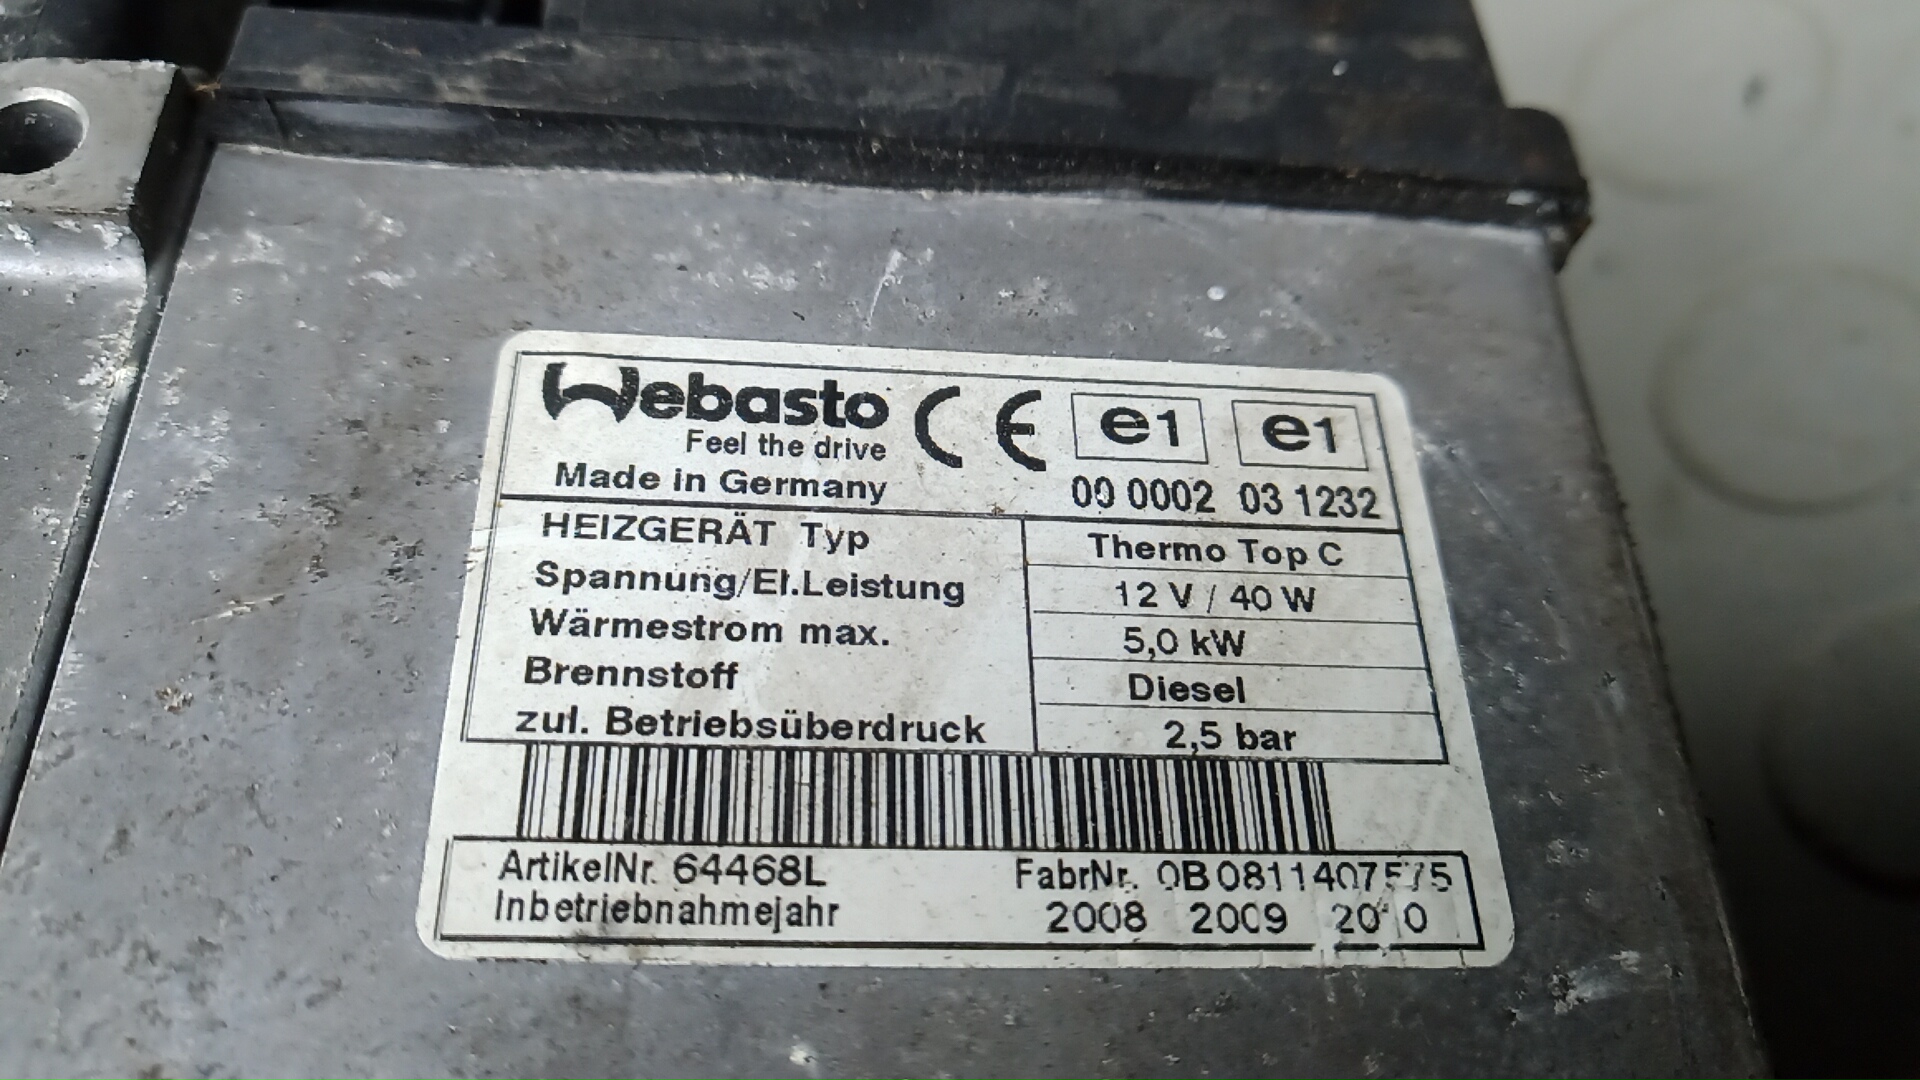 Webasto CE e1 e1
Feel the drive
Made in Germany 00 0002 03 1232
HEIZGERÄT Typ Thermo Top C
Spannung/El.Leistung 12 V / 40 W
Wärmestrom max. 5,0 kW
Brennstoff Diesel
zul. Betriebsüberdruck 2,5 bar
ArtikelNr. 64468L FabrNr. 0B0811407575
Inbetriebnahmejahr 2008 2009 2010